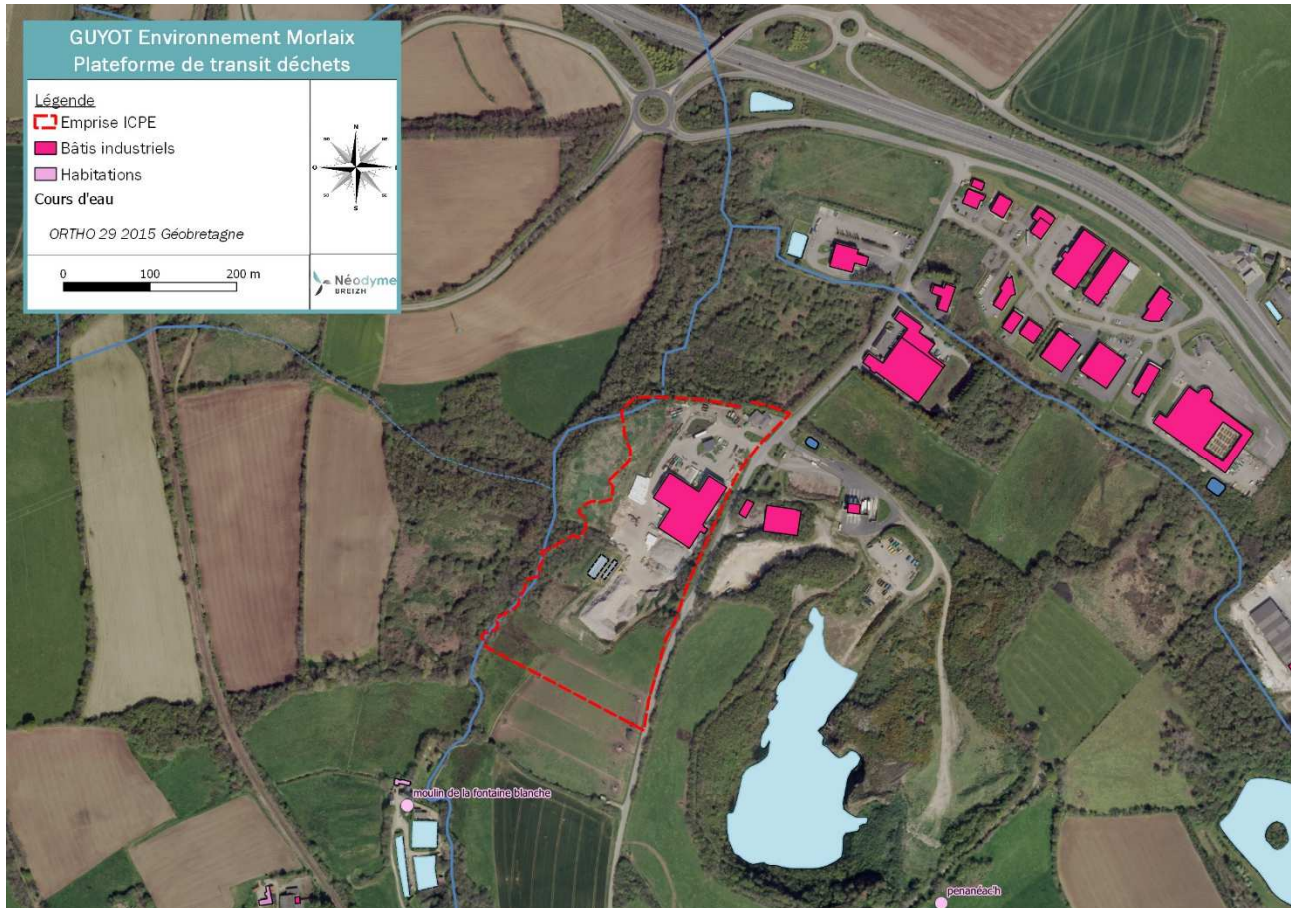 GUYOT Environnement Morlaix
Plateforme de transit déchets
Légende
Emprise ICPE
Bâtis industriels
Habitations
Cours d'eau
ORTHO 29 2015 Géobretagne
N
O
S
0 100 200 m
Néodyme
BREIZH
moulin de la fontaine blanche
penanéac'h